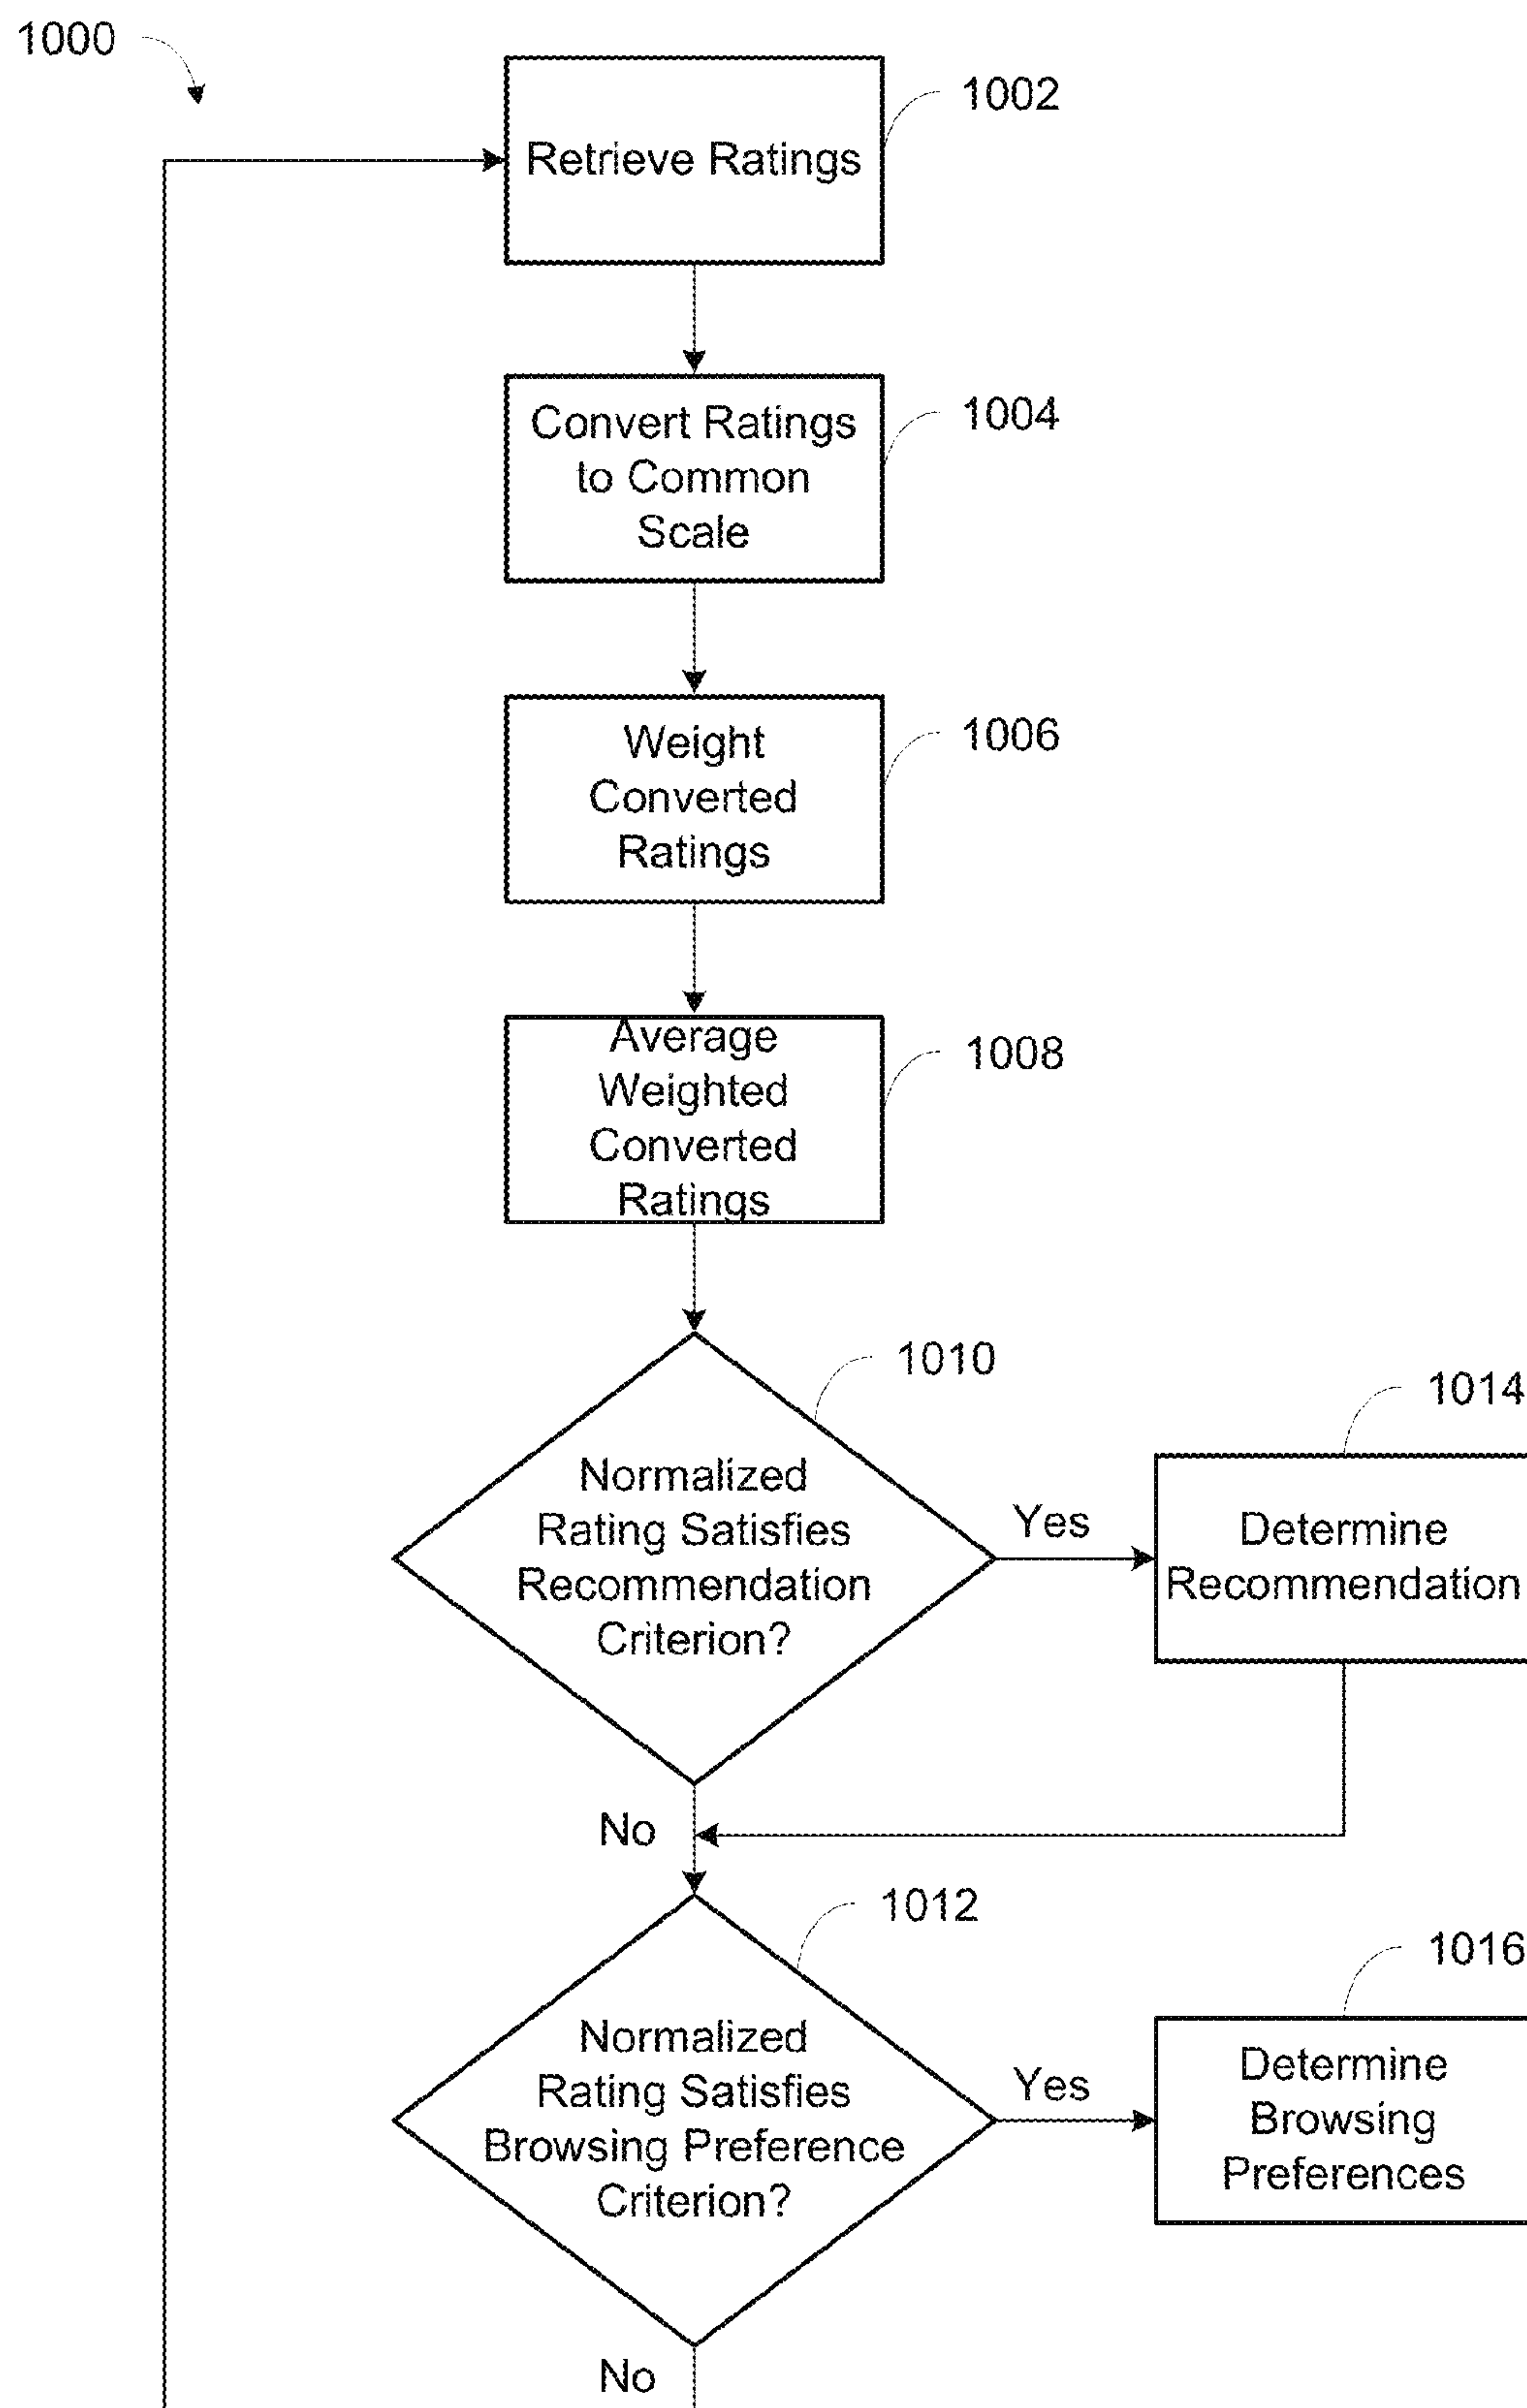 1000
1002
Retrieve Ratings
1004
Convert Ratings
to Common
Scale
1006
Weight
Converted
Ratings
1008
Average
Weighted
Converted
Ratings
1010
Normalized
Rating Satisfies
Recommendation
Criterion?
Yes
1014
Determine
Recommendation
No
1012
Normalized
Rating Satisfies
Browsing Preference
Criterion?
Yes
1016
Determine
Browsing
Preferences
No